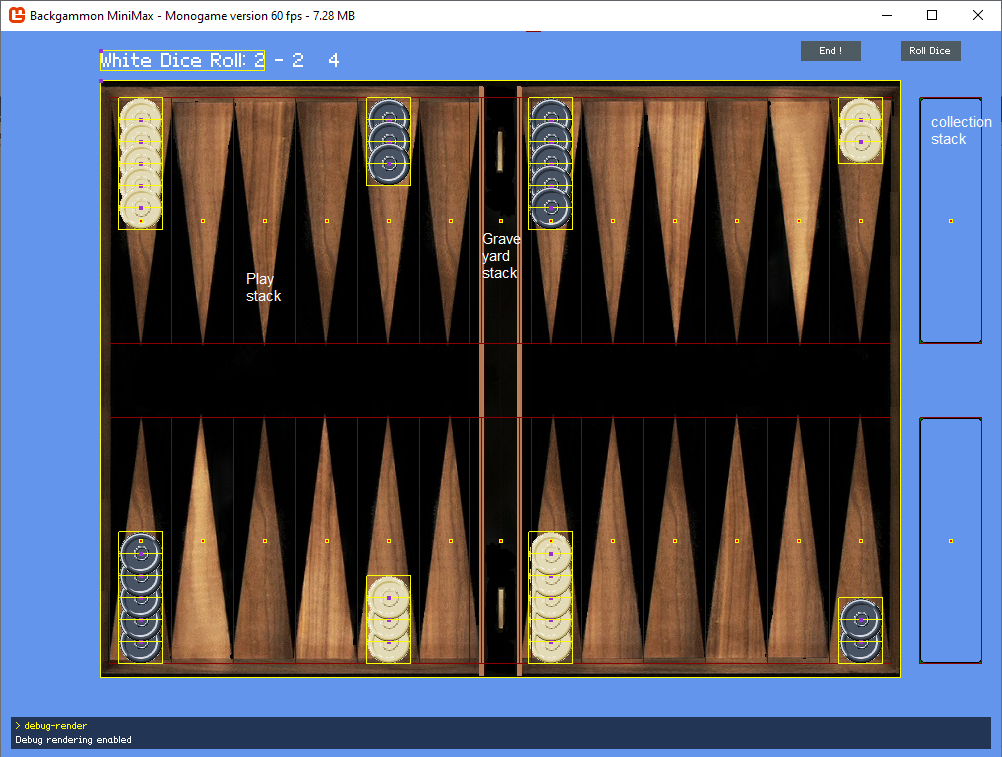 Backgammon MiniMax - Monogame version 60 fps - 7.28 MB
White Dice Roll: 2 - 2 4
End !
Roll Dice
collection
stack
Grave
yard
stack
Play
stack
> debug-render
Debug rendering enabled